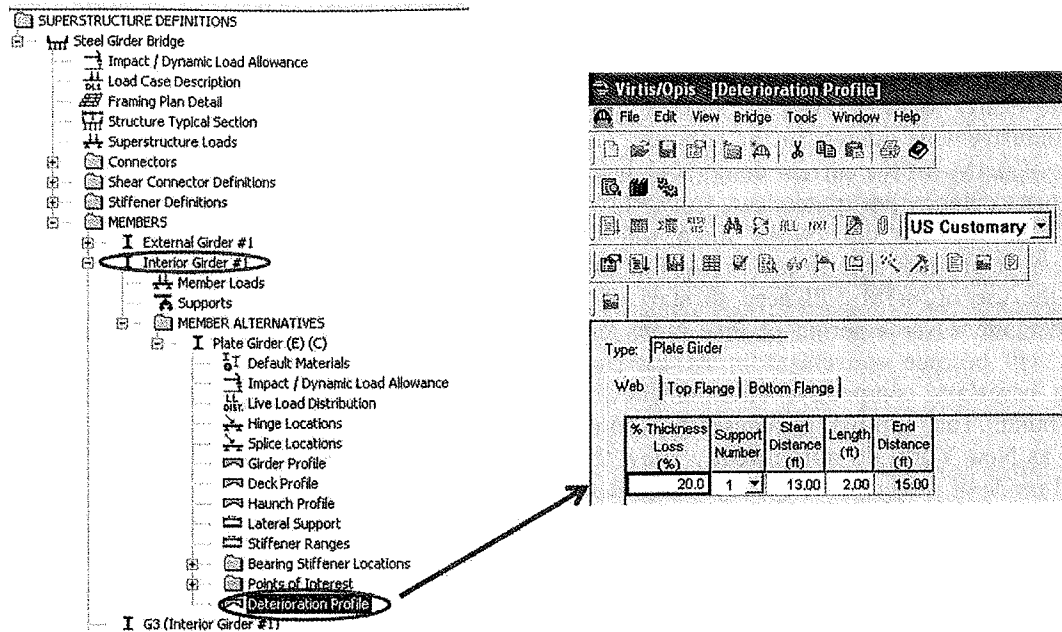 SUPERSTRUCTURE DEFINITIONS
Steel Girder Bridge
Impact / Dynamic Load Allowance
Load Case Description
Framing Plan Detail
Structure Typical Section
Superstructure Loads
Connectors
Shear Connector Definitions
Stiffener Definitions
MEMBERS
External Girder #1
Interior Girder #1
Member Loads
Supports
MEMBER ALTERNATIVES
Plate Girder (E) (C)
Default Materials
Impact / Dynamic Load Allowance
Live Load Distribution
Hinge Locations
Splice Locations
Girder Profile
Deck Profile
Haunch Profile
Lateral Support
Stiffener Ranges
Bearing Stiffener Locations
Points of Interest
Deterioration Profile
G3 (Interior Girder #1)
Virtis/Opis [Deterioration Profile]
File Edit View Bridge Tools Window Help
US Customary
Type: Plate Girder
Web Top Flange Bottom Flange
% Thickness Loss (%) Support Number Start Distance (ft) Length (ft) End Distance (ft)
20.0 1 13.00 2.00 15.00